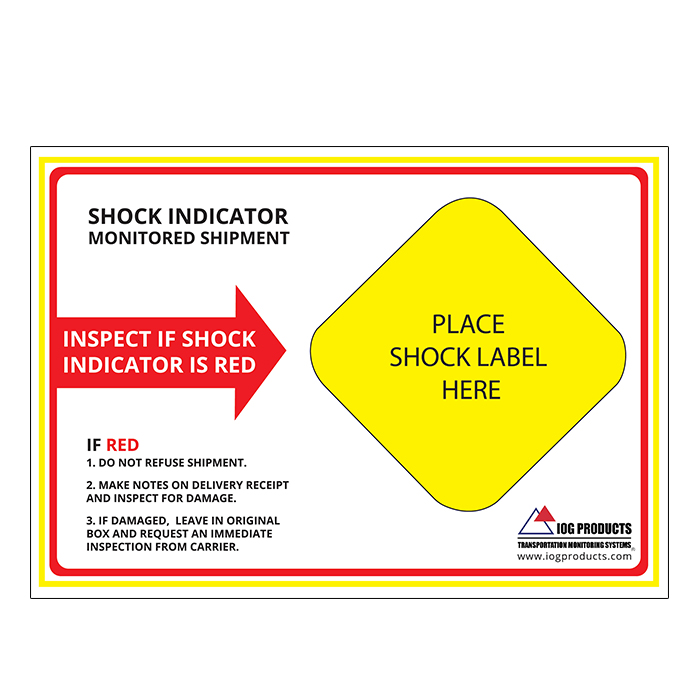 SHOCK INDICATOR
MONITORED SHIPMENT
INSPECT IF SHOCK
INDICATOR IS RED
PLACE
SHOCK LABEL
HERE
IF RED
1. DO NOT REFUSE SHIPMENT.
2. MAKE NOTES ON DELIVERY RECEIPT
AND INSPECT FOR DAMAGE.
3. IF DAMAGED, LEAVE IN ORIGINAL
BOX AND REQUEST AN IMMEDIATE
INSPECTION FROM CARRIER.
IOG PRODUCTS
TRANSPORTATION MONITORING SYSTEMS®
www.iogproducts.com